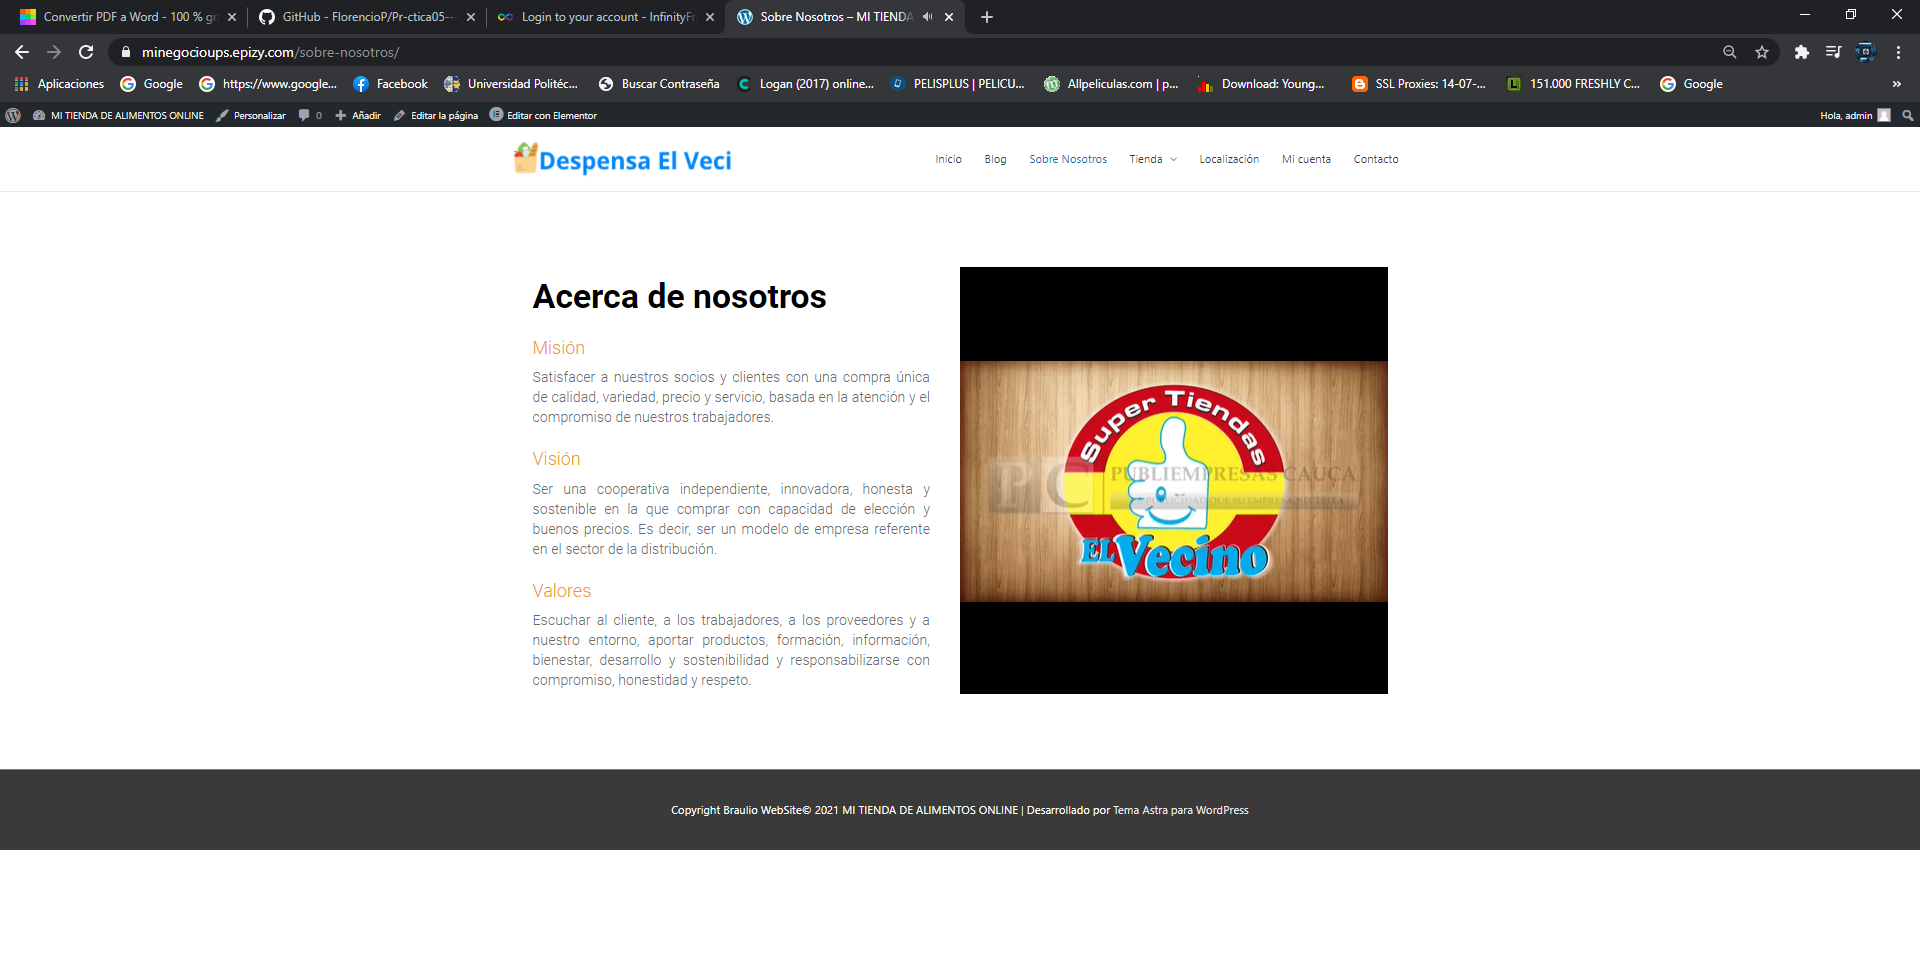 Convertir PDF a Word - 100 % gr
GitHub - FlorencioP/Pr-ctica05-
Login to your account - InfinityFr
Sobre Nosotros – MI TIENDA
minegocioups.epizy.com/sobre-nosotros/
Aplicaciones
Google
https://www.google...
Facebook
Universidad Politéc...
Buscar Contraseña
Logan (2017) online...
PELISPLUS | PELICU...
Allpeliculas.com | p...
Download: Young...
SSL Proxies: 14-07-...
151.000 FRESHLY C...
Google
»
MI TIENDA DE ALIMENTOS ONLINE
Personalizar
0
Añadir
Editar la página
Editar con Elementor
Hola, admin
Despensa El Veci
Inicio
Blog
Sobre Nosotros
Tienda
Localización
Mi cuenta
Contacto
Acerca de nosotros
Misión
Satisfacer a nuestros socios y clientes con una compra única
de calidad, variedad, precio y servicio, basada en la atención y el
compromiso de nuestros trabajadores.
Visión
Ser una cooperativa independiente, innovadora, honesta y
sostenible en la que comprar con capacidad de elección y
buenos precios. Es decir, ser un modelo de empresa referente
en el sector de la distribución.
Valores
Escuchar al cliente, a los trabajadores, a los proveedores y a
nuestro entorno, aportar productos, formación, información,
bienestar, desarrollo y sostenibilidad y responsabilizarse con
compromiso, honestidad y respeto.
Super Tiendas
PC PUBLIEMPRESAS CAUCA
PUBLICIDAD QUE SU EMPRESA NECESITA
EL Vecino
Copyright Braulio WebSite© 2021 MI TIENDA DE ALIMENTOS ONLINE | Desarrollado por Tema Astra para WordPress